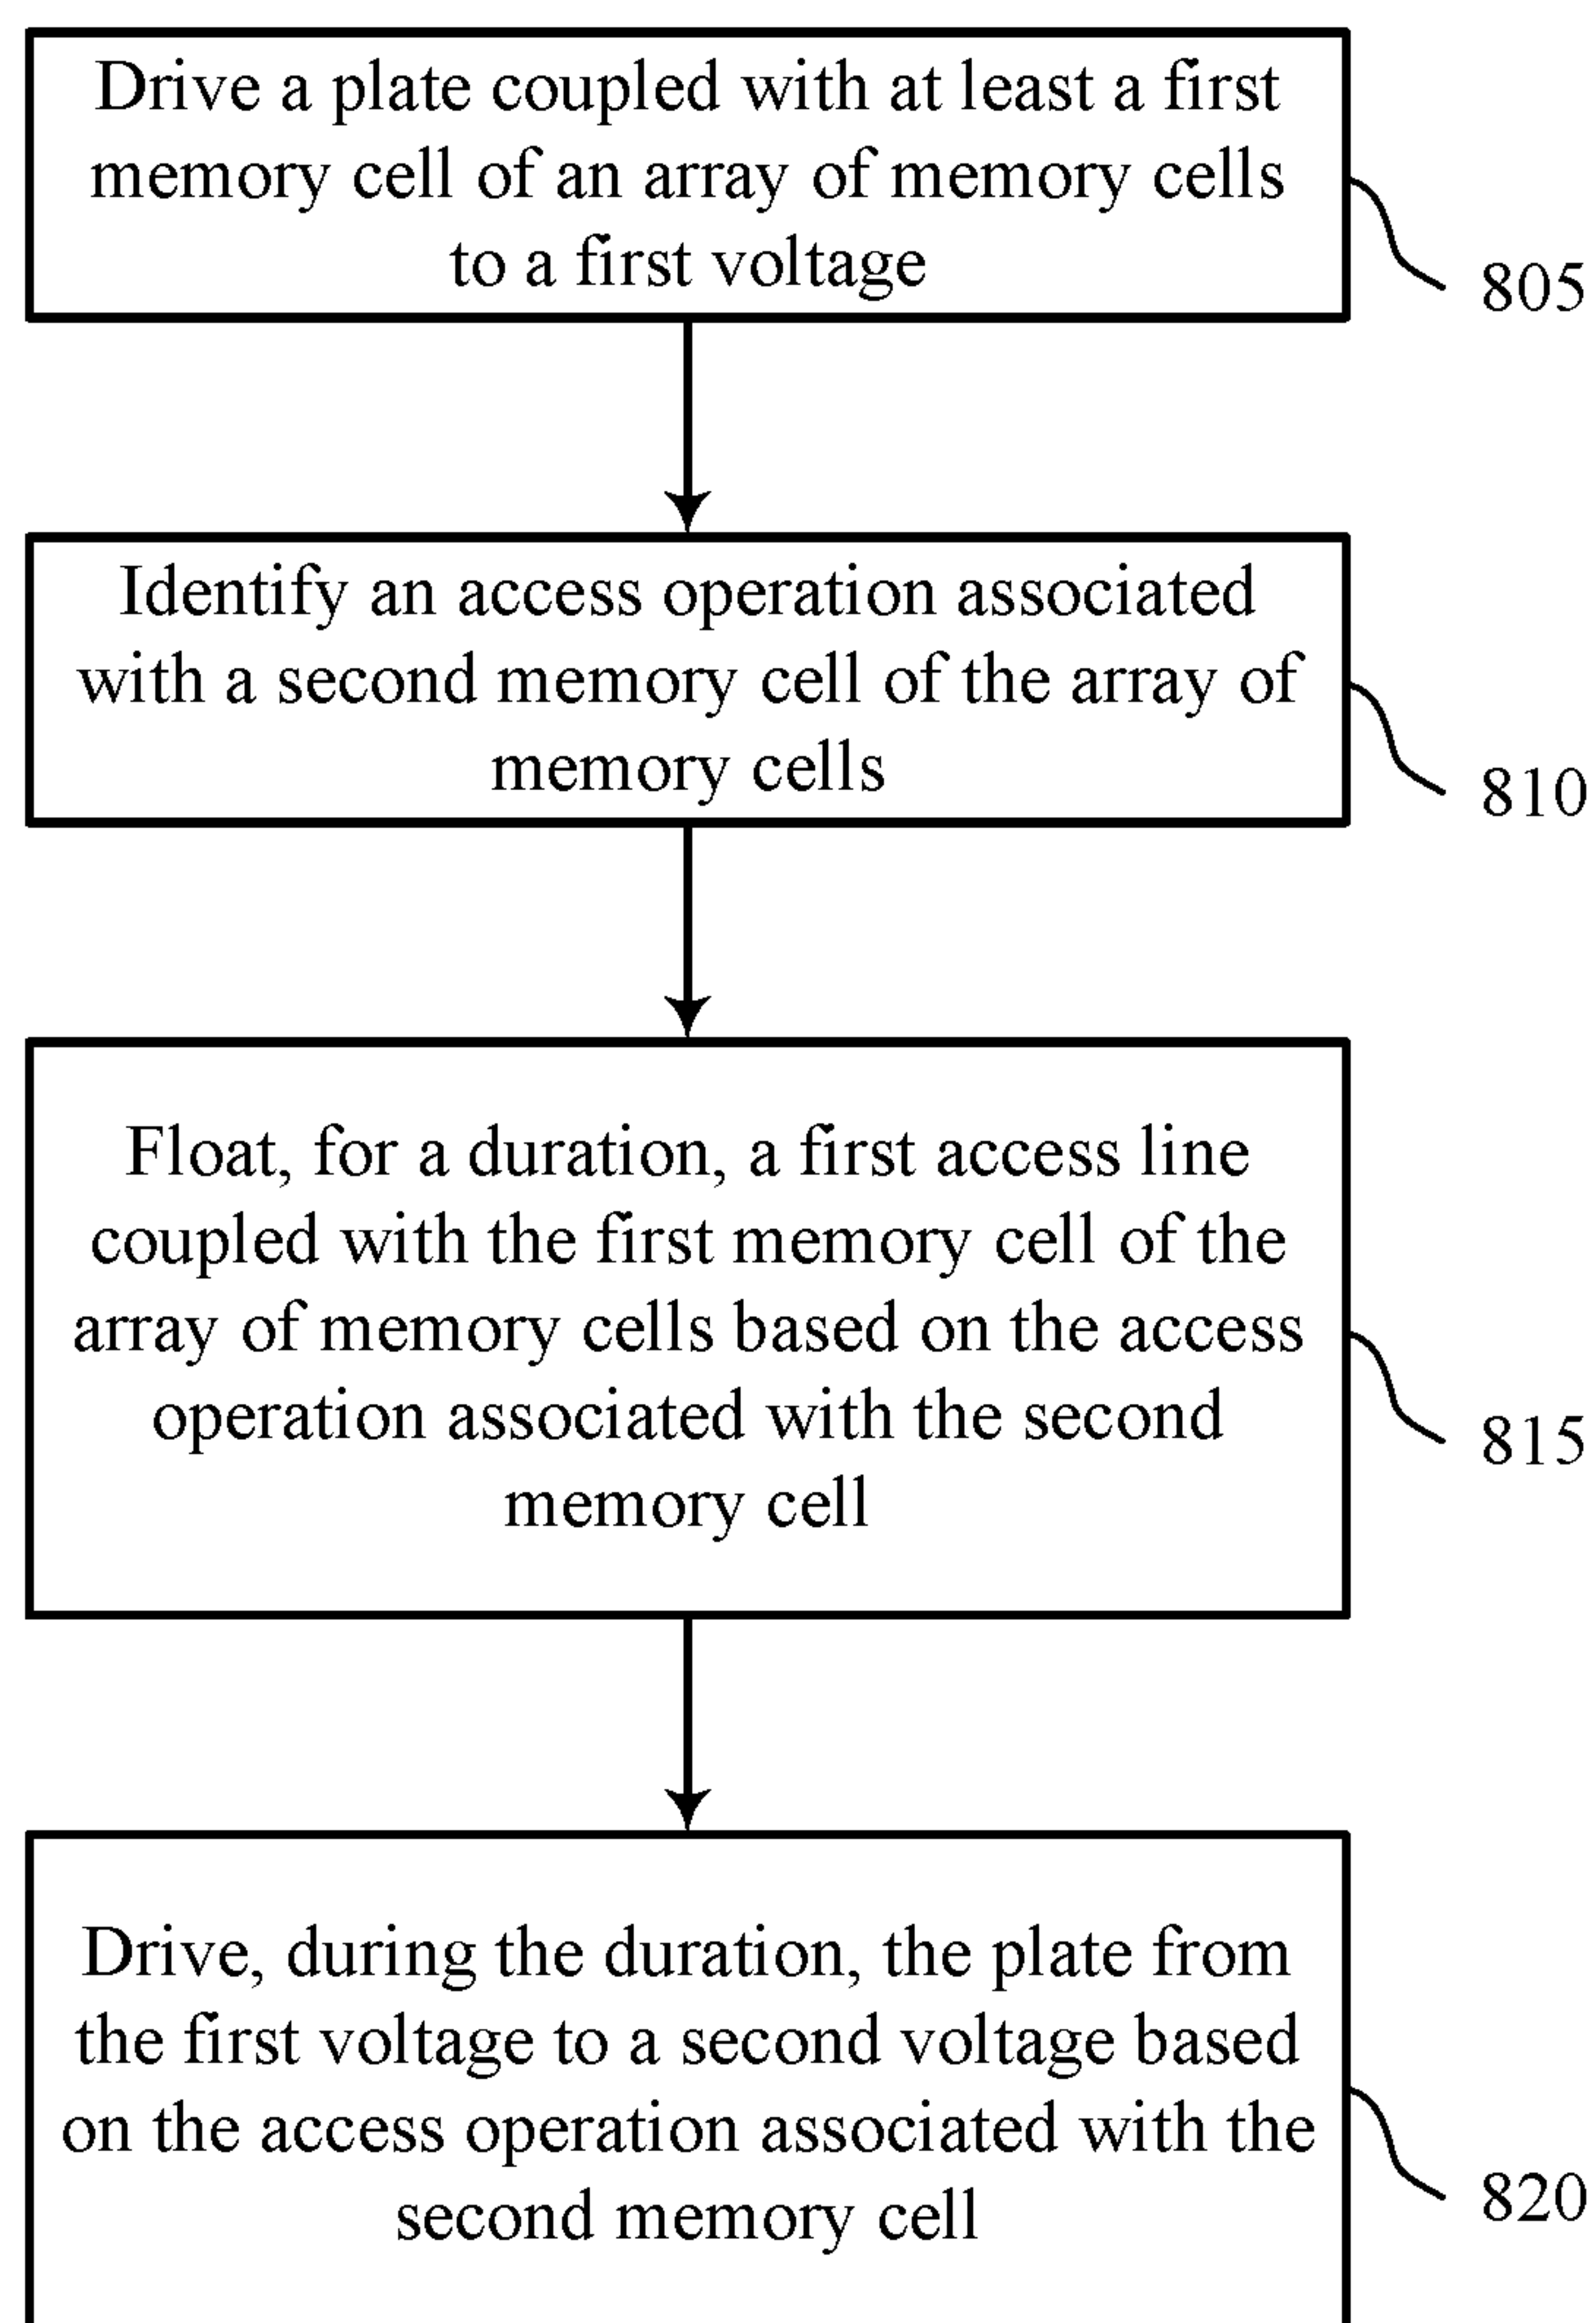 Drive a plate coupled with at least a first
memory cell of an array of memory cells
to a first voltage
805
Identify an access operation associated
with a second memory cell of the array of
memory cells
810
Float, for a duration, a first access line
coupled with the first memory cell of the
array of memory cells based on the access
operation associated with the second
memory cell
815
Drive, during the duration, the plate from
the first voltage to a second voltage based
on the access operation associated with the
second memory cell
820